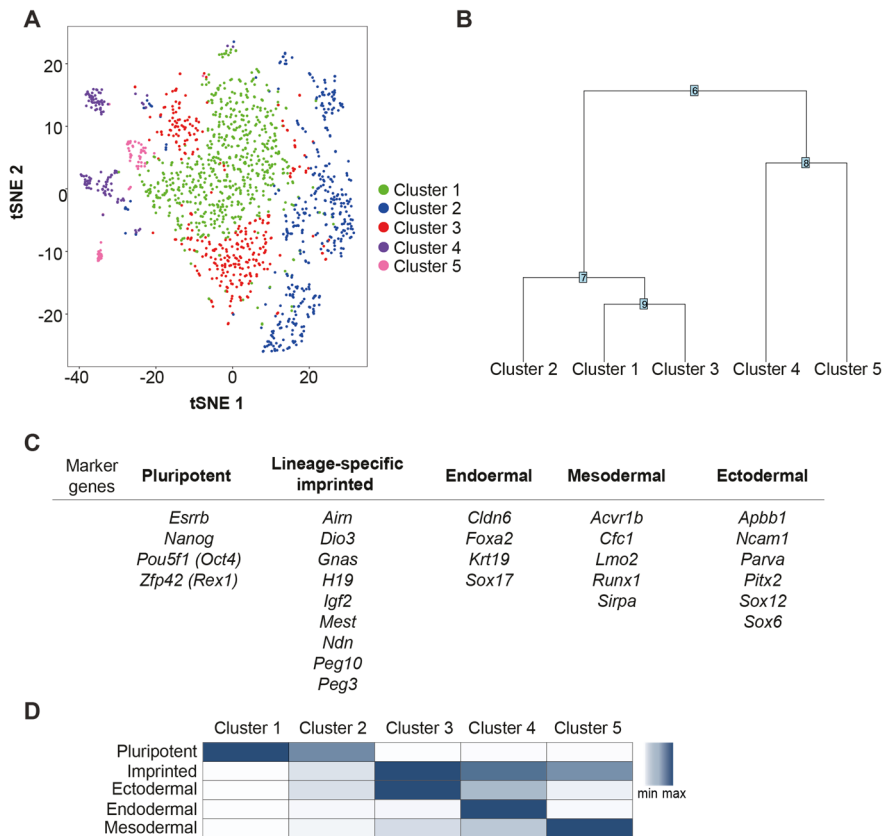 A
20
10
0
-10
-20
-40
-20
0
20
tSNE 1
tSNE 2
Cluster 1
Cluster 2
Cluster 3
Cluster 4
Cluster 5
B
6
8
7
9
Cluster 2
Cluster 1
Cluster 3
Cluster 4
Cluster 5
C
Marker genes
Pluripotent
Lineage-specific imprinted
Endoermal
Mesodermal
Ectodermal
Esrrb
Nanog
Pou5f1 (Oct4)
Zfp42 (Rex1)
Airn
Dio3
Gnas
H19
Igf2
Mest
Ndn
Peg10
Peg3
Cldn6
Foxa2
Krt19
Sox17
Acvr1b
Cfc1
Lmo2
Runx1
Sirpa
Apbb1
Ncam1
Parva
Pitx2
Sox12
Sox6
D
Cluster 1
Cluster 2
Cluster 3
Cluster 4
Cluster 5
Pluripotent
Imprinted
Ectodermal
Endodermal
Mesodermal
min max